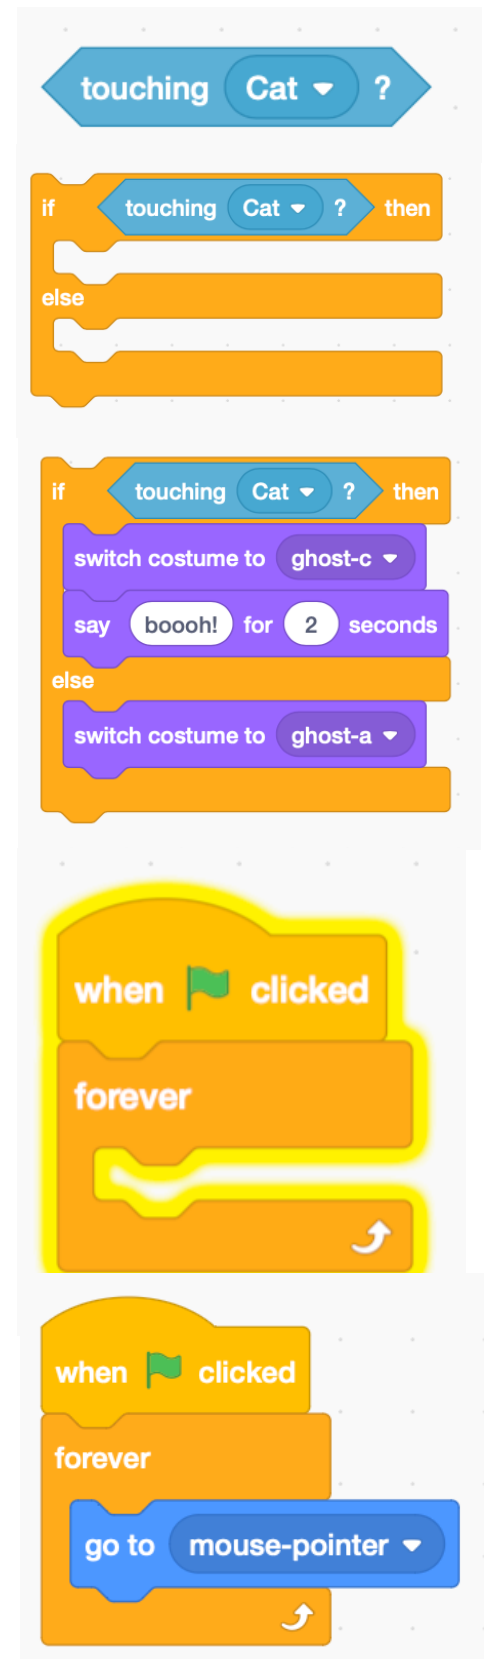 touching Cat ?
if touching Cat ? then
else
if touching Cat ? then
switch costume to ghost-c
say boooh! for 2 seconds
else
switch costume to ghost-a
when clicked
forever
when clicked
forever
go to mouse-pointer